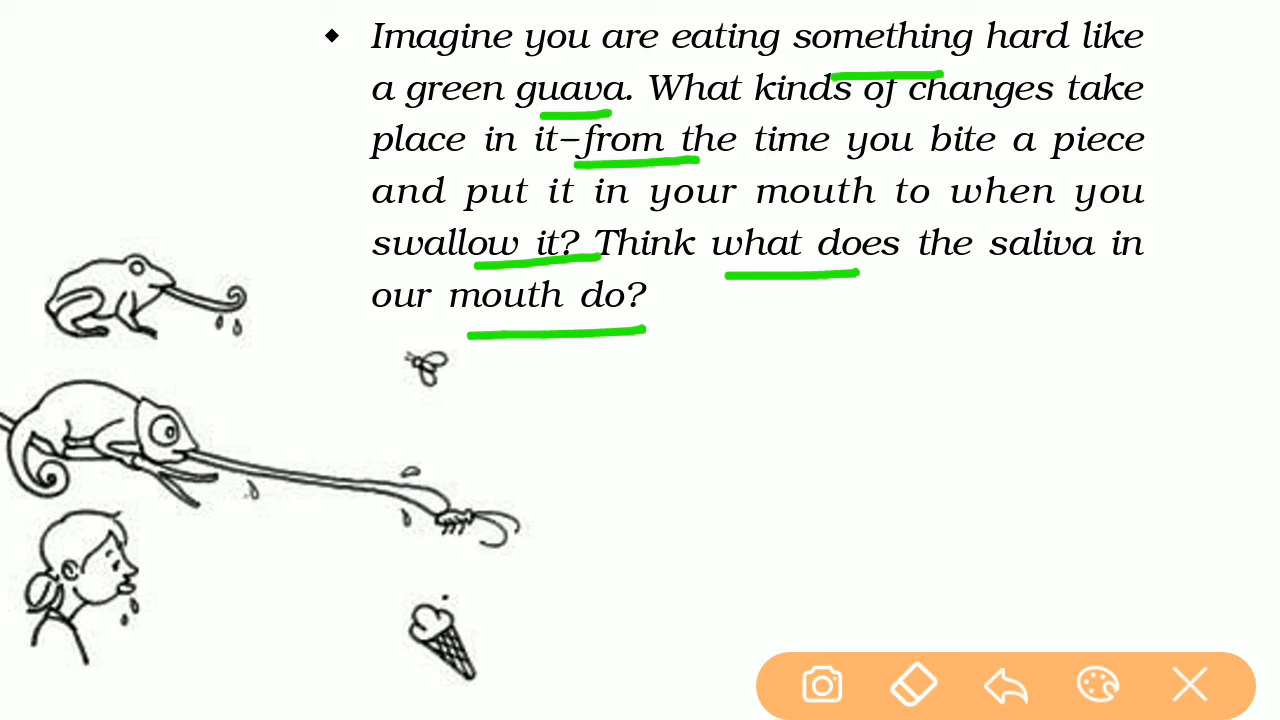 Imagine you are eating something hard like
a green guava. What kinds of changes take
place in it–from the time you bite a piece
and put it in your mouth to when you
swallow it? Think what does the saliva in
our mouth do?